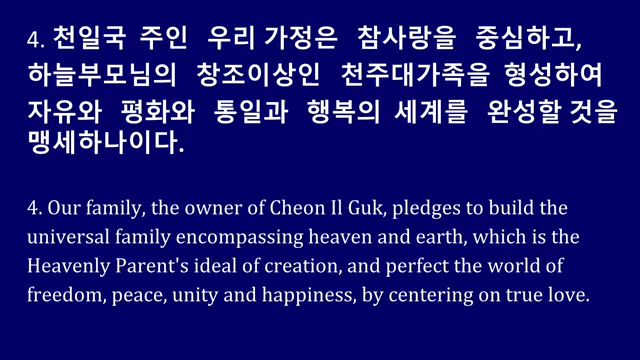 4. 천일국 주인 우리 가정은 참사랑을 중심하고,
하늘부모님의 창조이상인 천주대가족을 형성하여
자유와 평화와 통일과 행복의 세계를 완성할 것을
맹세하나이다.
4. Our family, the owner of Cheon Il Guk, pledges to build the
universal family encompassing heaven and earth, which is the
Heavenly Parent's ideal of creation, and perfect the world of
freedom, peace, unity and happiness, by centering on true love.